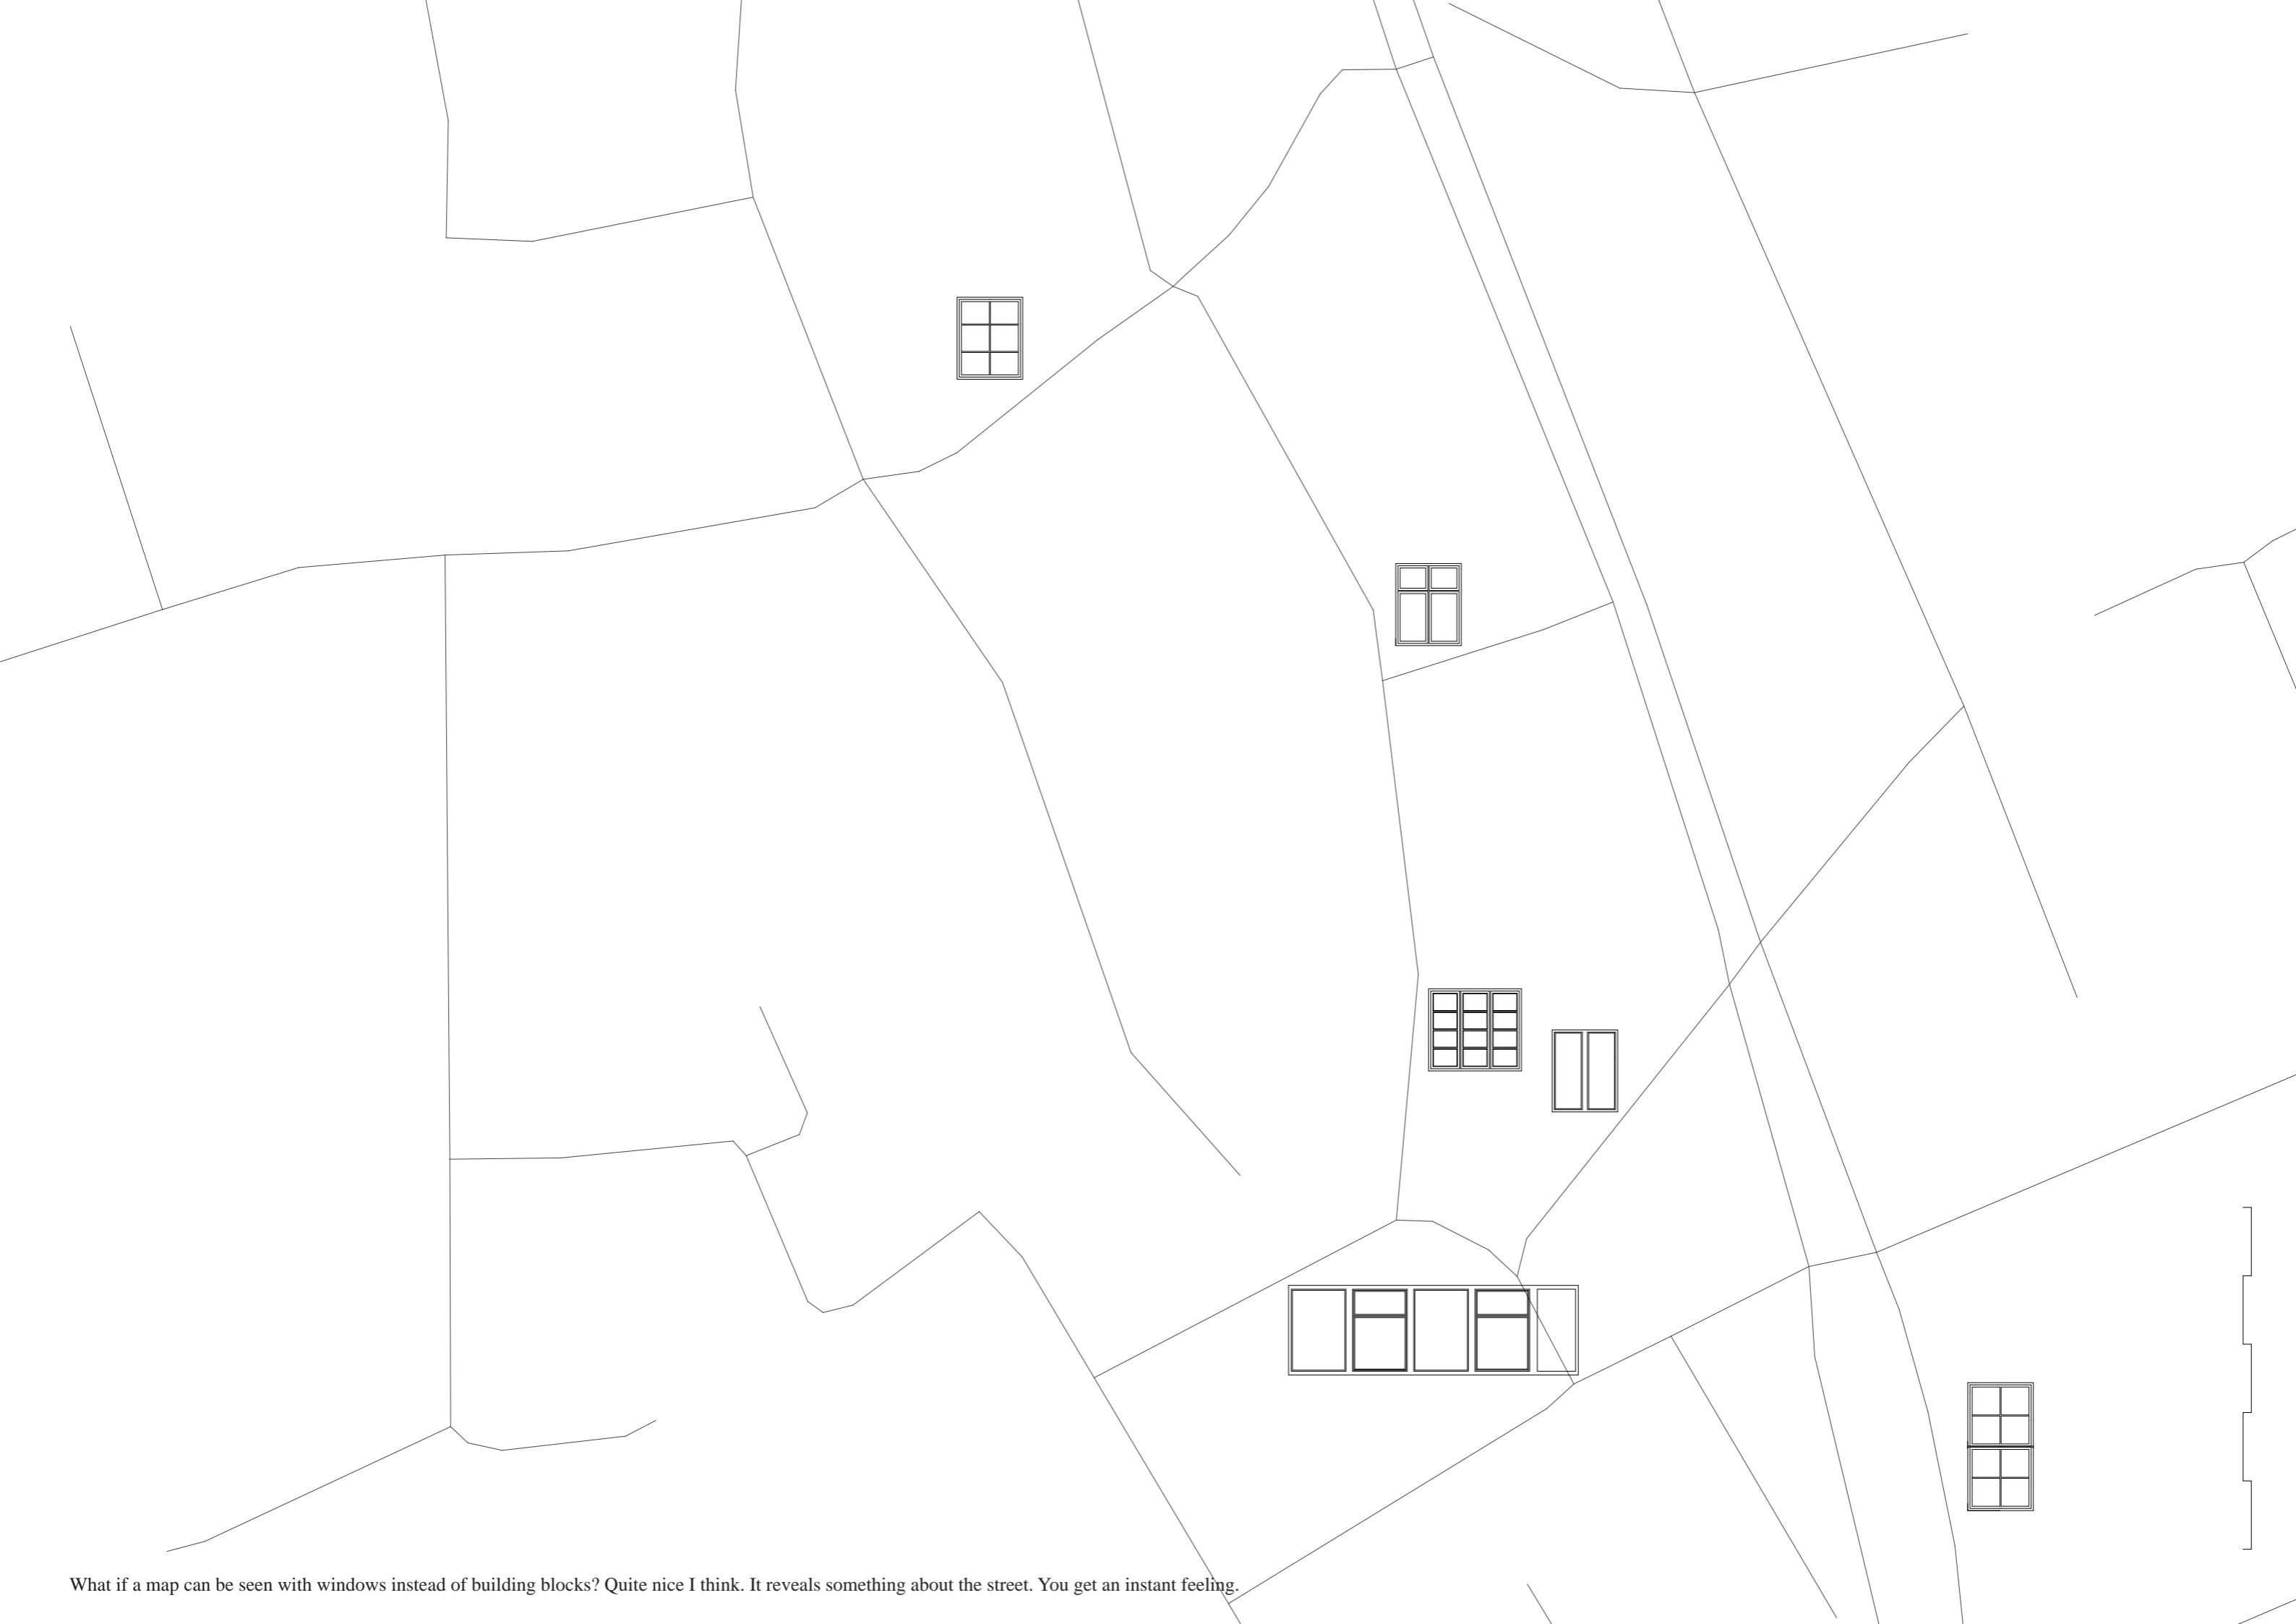 What if a map can be seen with windows instead of building blocks? Quite nice I think. It reveals something about the street. You get an instant feeling.